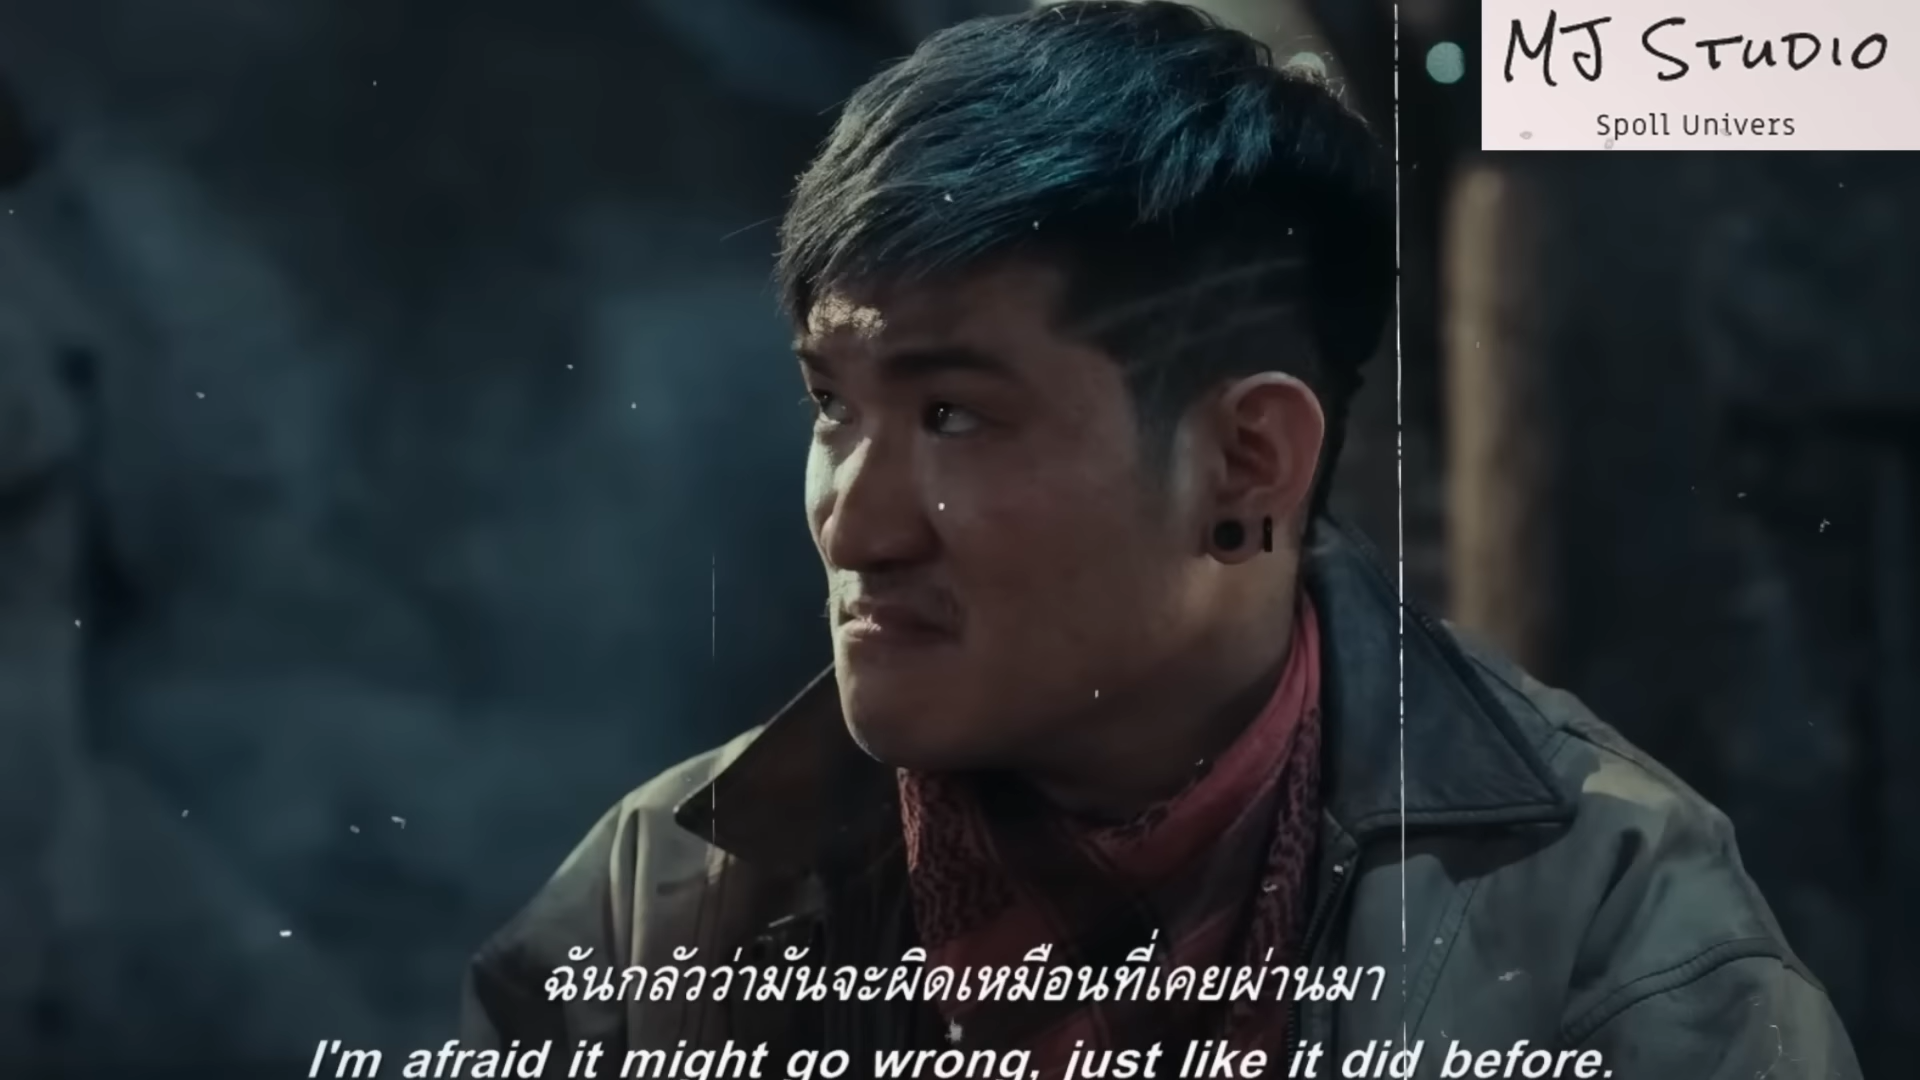 MJ STUDIO
Spoll Univers
ฉันกลัวว่ามันจะผิดเหมือนที่เคยผ่านมา
I'm afraid it might go wrong, just like it did before.